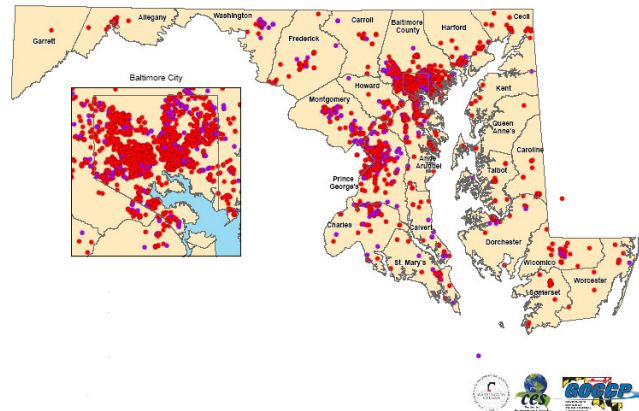 Garrett
Allegany
Washington
Frederick
Carroll
Baltimore
County
Harford
Cecil
Baltimore City
Howard
Montgomery
Kent
Queen
Anne's
Anne
Arundel
Caroline
Talbot
Prince
George's
Charles
Calvert
St. Mary's
Dorchester
Wicomico
Somerset
Worcester
ces
GOCCP